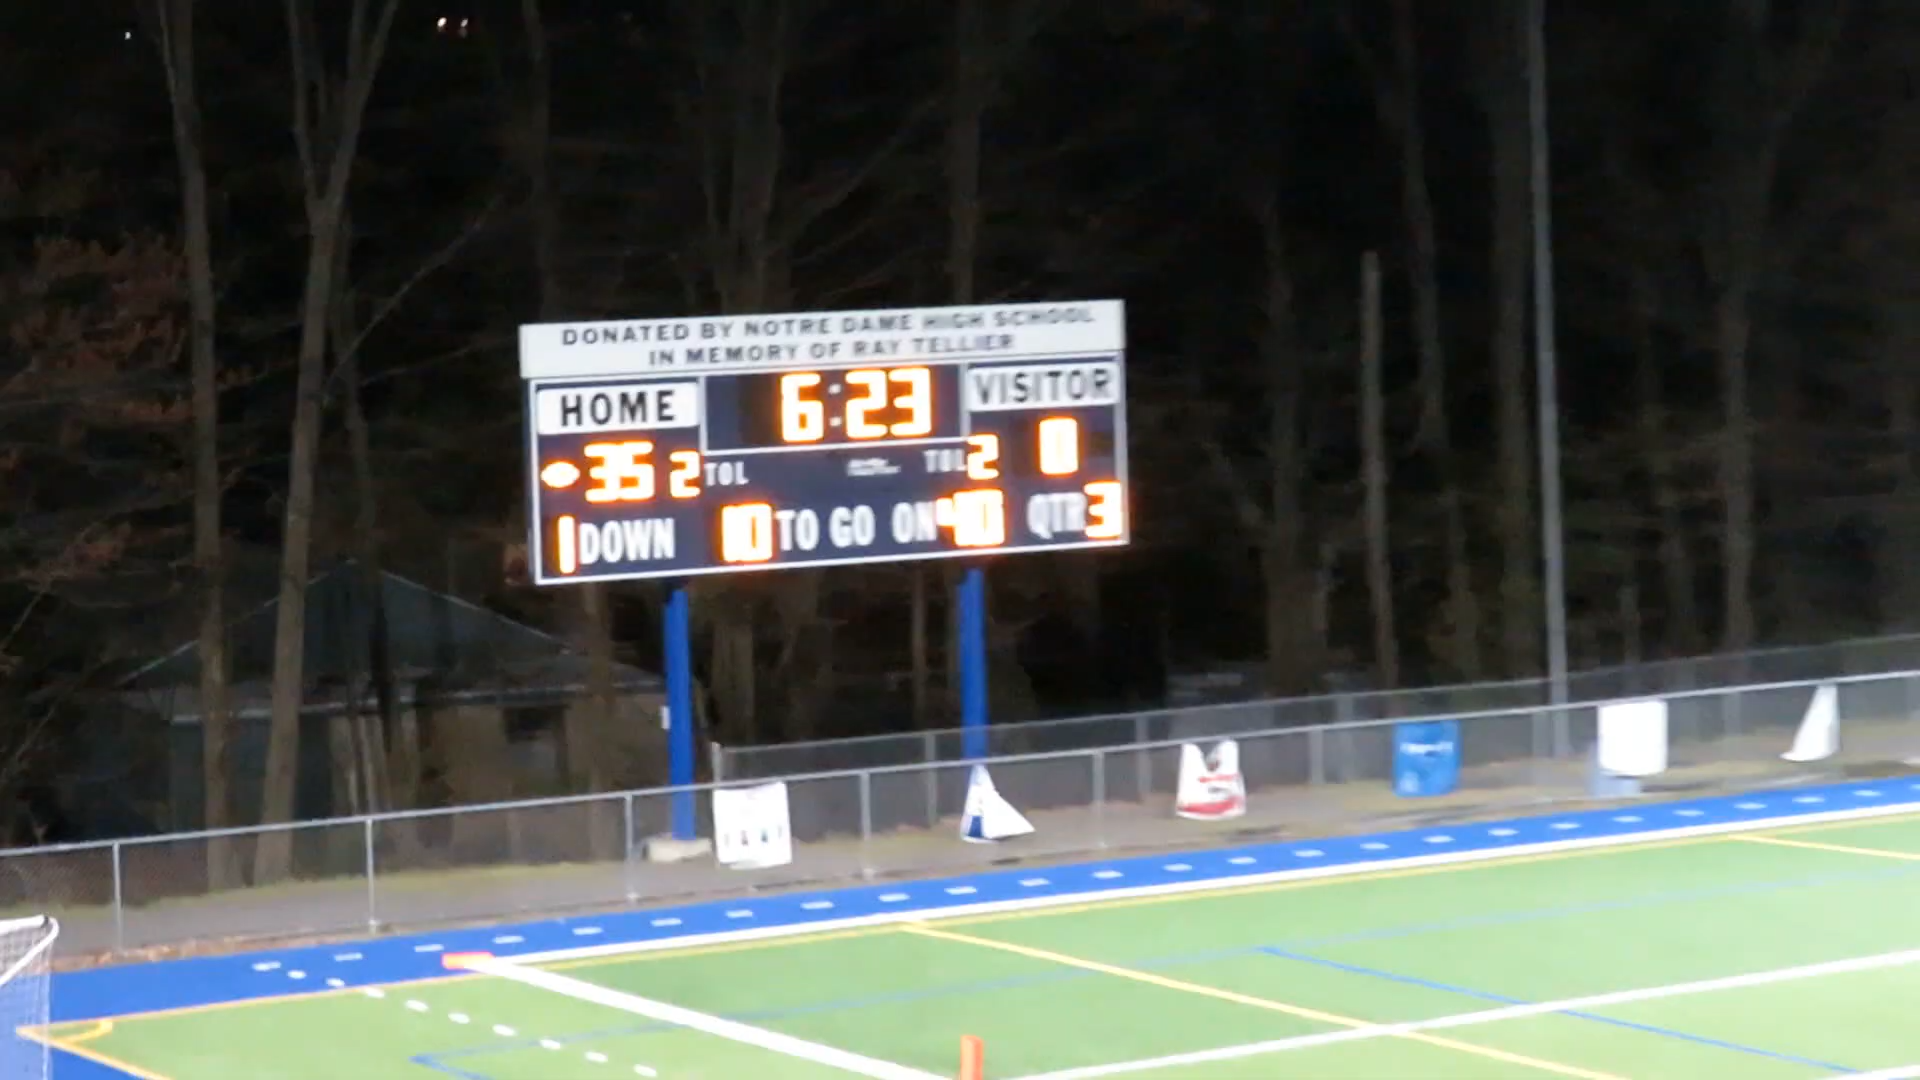 DONATED BY NOTRE DAME HIGH SCHOOL
IN MEMORY OF RAY TELLIER
HOME 6:23 VISITOR
35 2 TOL TOL 2 0
1 DOWN 10 TO GO ON 40 QTR 3